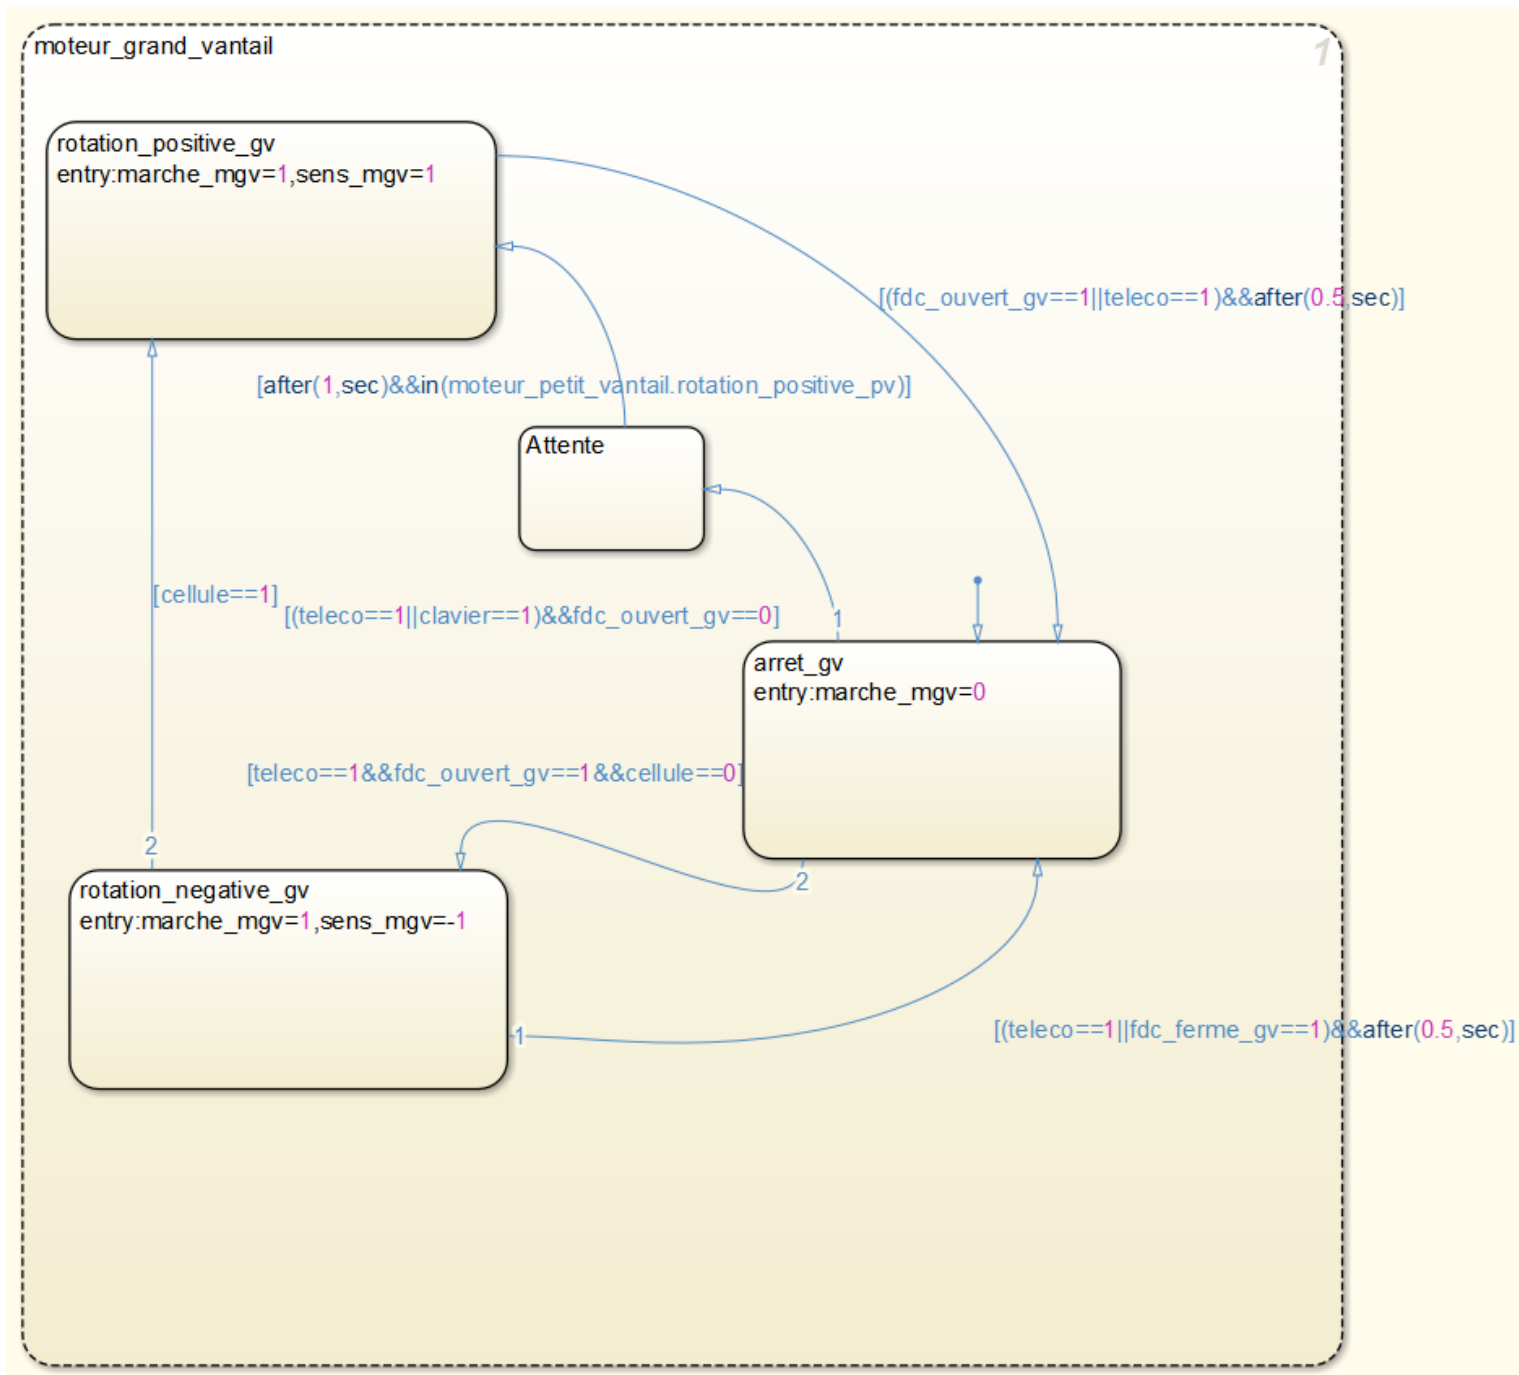 moteur_grand_vantail
1
rotation_positive_gv
entry:marche_mgv=1,sens_mgv=1
[(fdc_ouvert_gv==1||teleco==1)&&after(0.5,sec)]
[after(1,sec)&&in(moteur_petit_vantail.rotation_positive_pv)]
Attente
[cellule==1]
[(teleco==1||clavier==1)&&fdc_ouvert_gv==0]
1
arret_gv
entry:marche_mgv=0
[teleco==1&&fdc_ouvert_gv==1&&cellule==0]
2
2
rotation_negative_gv
entry:marche_mgv=1,sens_mgv=-1
1
[(teleco==1||fdc_ferme_gv==1)&&after(0.5,sec)]